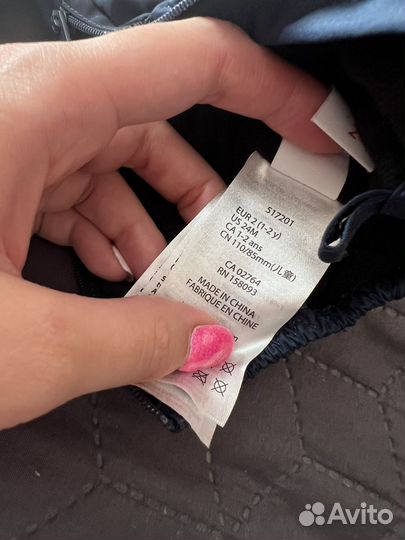 S17201
EUR 2 (1-2 y)
US 24M
CA 1-2 ans
CN 110/85mm(儿童)
CA 02764
RN 158093
MADE IN CHINA
FABRIQUE EN CHINE
Avito